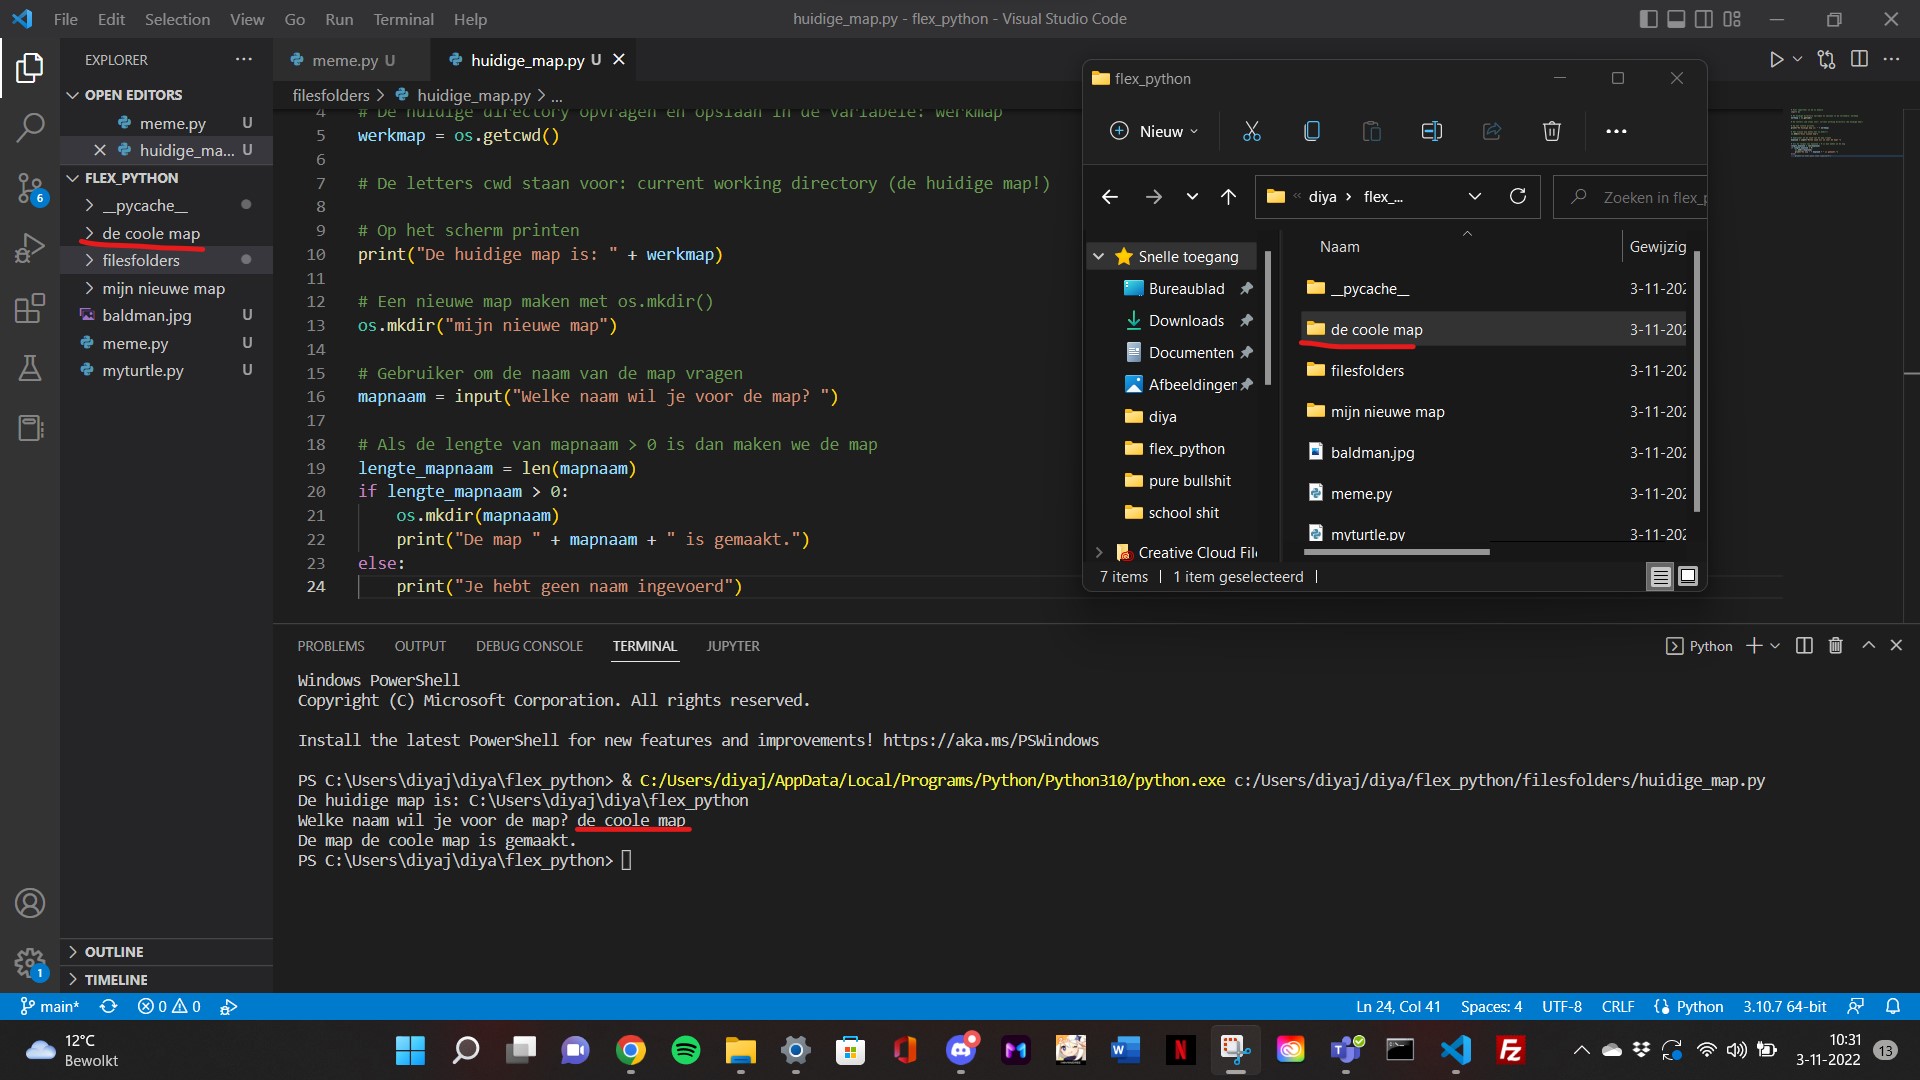 File Edit Selection View Go Run Terminal Help
huidige_map.py - flex_python - Visual Studio Code
EXPLORER
OPEN EDITORS
meme.py U
huidige_ma... U
FLEX_PYTHON
__pycache__
de coole map
filesfolders
mijn nieuwe map
baldman.jpg U
meme.py U
myturtle.py U
OUTLINE
TIMELINE
6
1
meme.py U
huidige_map.py U
filesfolders > huidige_map.py > ...
4 # De huidige directory opvragen en opslaan in de variabele: werkmap
5 werkmap = os.getcwd()
6
7 # De letters cwd staan voor: current working directory (de huidige map!)
8
9 # Op het scherm printen
10 print("De huidige map is: " + werkmap)
11
12 # Een nieuwe map maken met os.mkdir()
13 os.mkdir("mijn nieuwe map")
14
15 # Gebruiker om de naam van de map vragen
16 mapnaam = input("Welke naam wil je voor de map? ")
17
18 # Als de lengte van mapnaam > 0 is dan maken we de map
19 lengte_mapnaam = len(mapnaam)
20 if lengte_mapnaam > 0:
21 os.mkdir(mapnaam)
22 print("De map " + mapnaam + " is gemaakt.")
23 else:
24 print("Je hebt geen naam ingevoerd")
flex_python
Nieuw
« diya > flex_...
Zoeken in flex_p
Snelle toegang
Bureaublad
Downloads
Documenten
Afbeeldingen
diya
flex_python
pure bullshit
school shit
Creative Cloud File
Naam Gewijzig
__pycache__ 3-11-202
de coole map 3-11-202
filesfolders 3-11-202
mijn nieuwe map 3-11-202
baldman.jpg 3-11-202
meme.py 3-11-202
myturtle.py 3-11-202
7 items | 1 item geselecteerd |
PROBLEMS OUTPUT DEBUG CONSOLE TERMINAL JUPYTER
Python
Windows PowerShell
Copyright (C) Microsoft Corporation. All rights reserved.
Install the latest PowerShell for new features and improvements! https://aka.ms/PSWindows
PS C:\Users\diyaj\diya\flex_python> & C:/Users/diyaj/AppData/Local/Programs/Python/Python310/python.exe c:/Users/diyaj/diya/flex_python/filesfolders/huidige_map.py
De huidige map is: C:\Users\diyaj\diya\flex_python
Welke naam wil je voor de map? de coole map
De map de coole map is gemaakt.
PS C:\Users\diyaj\diya\flex_python>
main* 0 0
Ln 24, Col 41 Spaces: 4 UTF-8 CRLF Python 3.10.7 64-bit
12°C
Bewolkt
10:31
3-11-2022
13